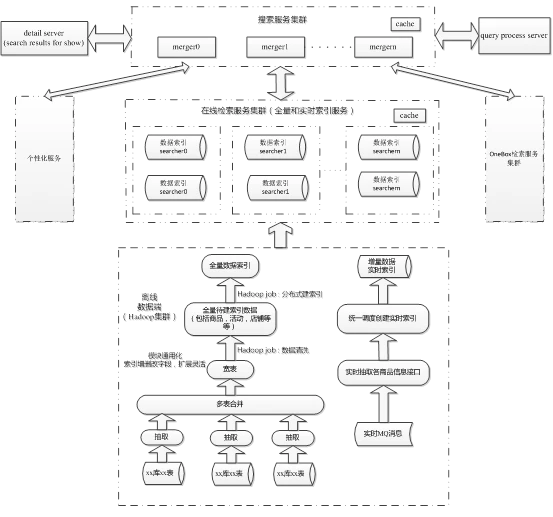 搜索服务集群
cache
detail server
(search results for show)
merger0
merger1
· · · · · ·
mergern
query process server
在线检索服务集群（全量和实时索引服务）
cache
数据索引
searcher0
数据索引
searcher1
数据索引
searchern
数据索引
searcher0
数据索引
searcher1
数据索引
searchern
个性化服务
OneBox检索服务
集群
全量数据索引
增量数据
实时索引
离线
数据端
（Hadoop集群）
Hadoop job：分布式建索引
全量待建索引数据
（包括商品，活动，店铺等
等）
统一调度创建实时索引
模块通用化
索引增删改字段，扩展灵活
Hadoop job：数据清洗
宽表
实时抽取各商品信息接口
多表合并
抽取
抽取
抽取
实时MQ消息
xx库xx表
xx库xx表
xx库xx表